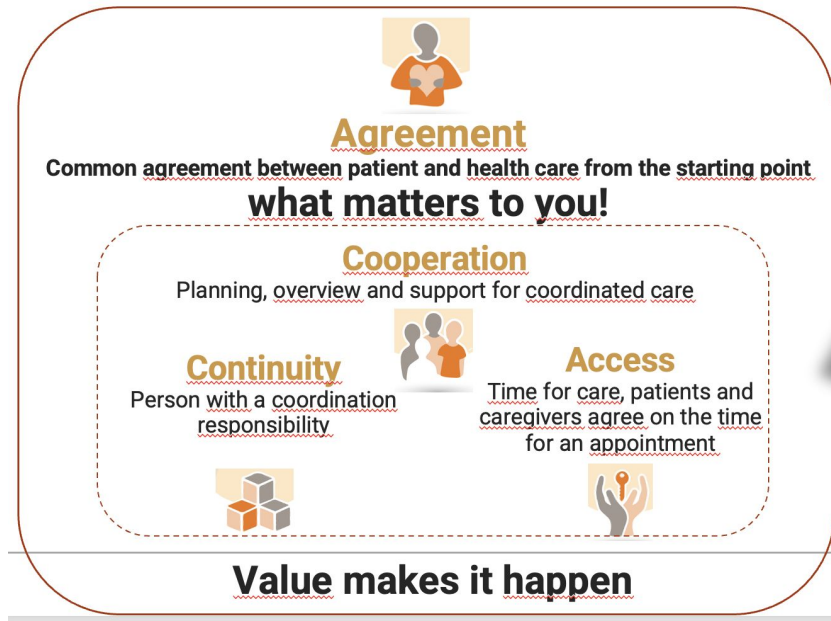 Agreement
Common agreement between patient and health care from the starting point
what matters to you!
Cooperation
Planning, overview and support for coordinated care
Continuity
Person with a coordination
responsibility
Access
Time for care, patients and
caregivers agree on the time
for an appointment
Value makes it happen